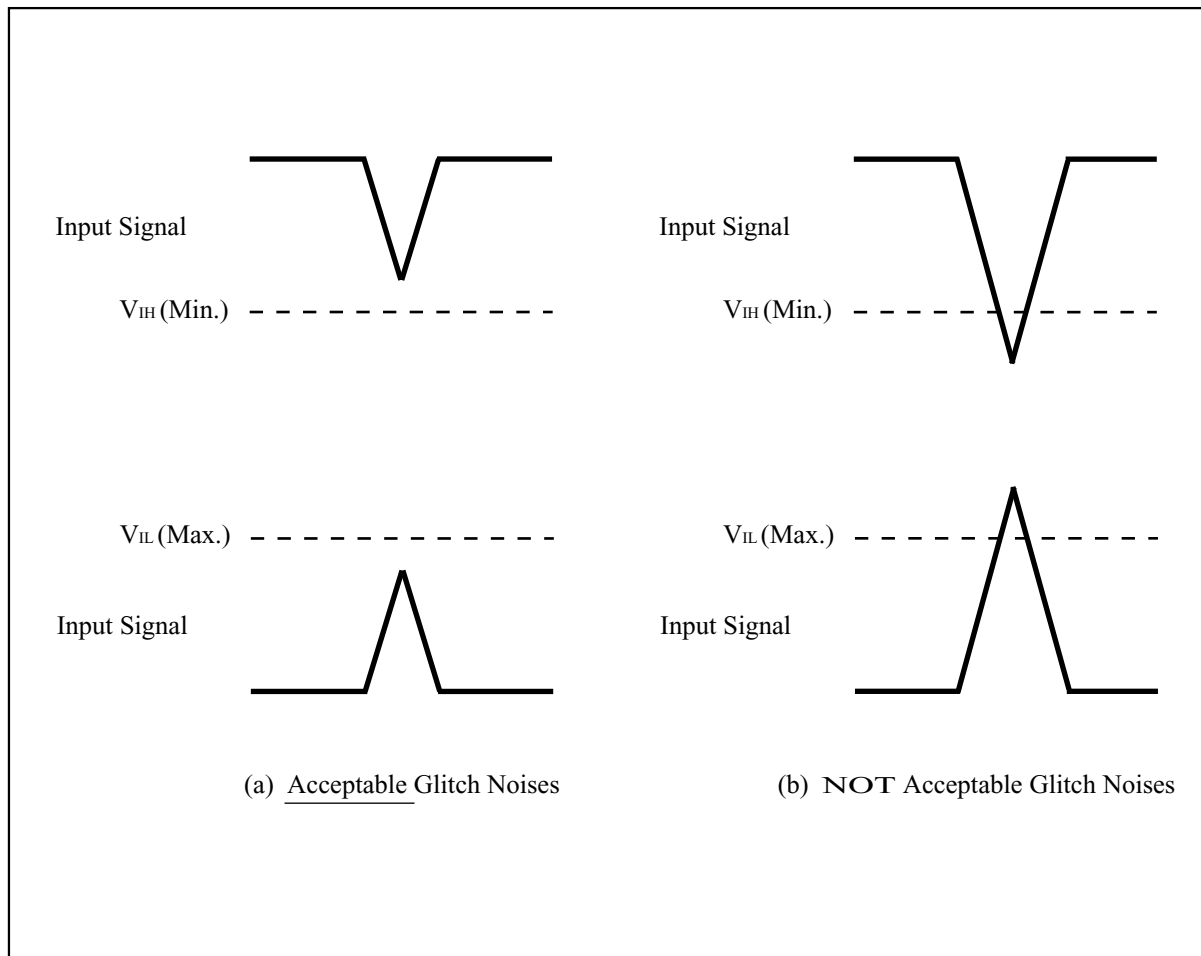 Input Signal
Input Signal
VIH (Min.)
VIH (Min.)
VIL (Max.)
VIL (Max.)
Input Signal
Input Signal
(a) Acceptable Glitch Noises
(b) NOT Acceptable Glitch Noises